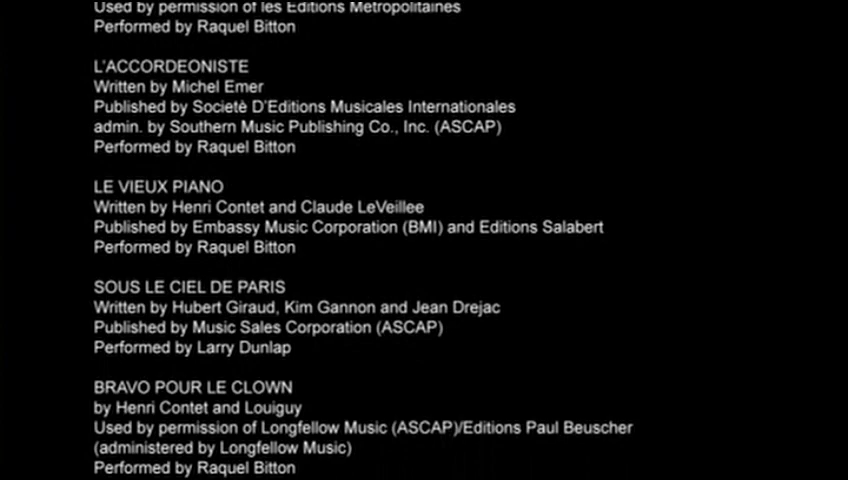 Used by permission of les Editions Metropolitaines
Performed by Raquel Bitton
L'ACCORDEONISTE
Written by Michel Emer
Published by Societè D'Editions Musicales Internationales
admin. by Southern Music Publishing Co., Inc. (ASCAP)
Performed by Raquel Bitton
LE VIEUX PIANO
Written by Henri Contet and Claude LeVeillee
Published by Embassy Music Corporation (BMI) and Editions Salabert
Performed by Raquel Bitton
SOUS LE CIEL DE PARIS
Written by Hubert Giraud, Kim Gannon and Jean Drejac
Published by Music Sales Corporation (ASCAP)
Performed by Larry Dunlap
BRAVO POUR LE CLOWN
by Henri Contet and Louiguy
Used by permission of Longfellow Music (ASCAP)/Editions Paul Beuscher
(administered by Longfellow Music)
Performed by Raquel Bitton